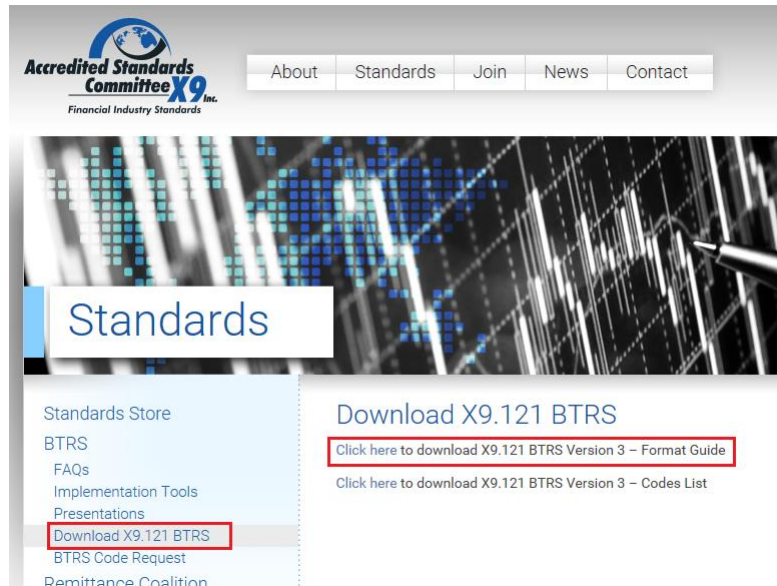 Accredited Standards
Committee X9 Inc.
Financial Industry Standards
About Standards Join News Contact
Standards
Standards Store
BTRS
FAQs
Implementation Tools
Presentations
Download X9.121 BTRS
BTRS Code Request
Remittance Coalition
Download X9.121 BTRS
Click here to download X9.121 BTRS Version 3 – Format Guide
Click here to download X9.121 BTRS Version 3 – Codes List